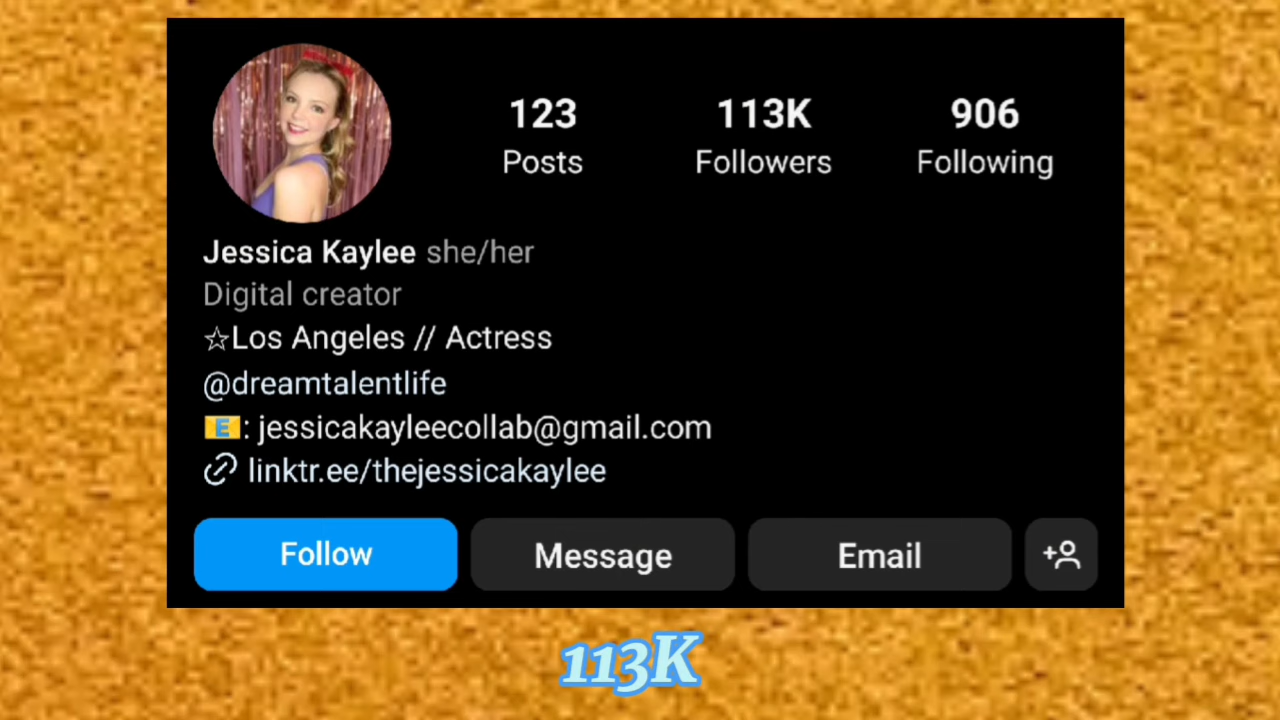 123 113K 906
Posts Followers Following
Jessica Kaylee she/her
Digital creator
☆Los Angeles // Actress
@dreamtalentlife
📧: jessicakayleecollab@gmail.com
linktr.ee/thejessicakaylee
Follow Message Email
113K